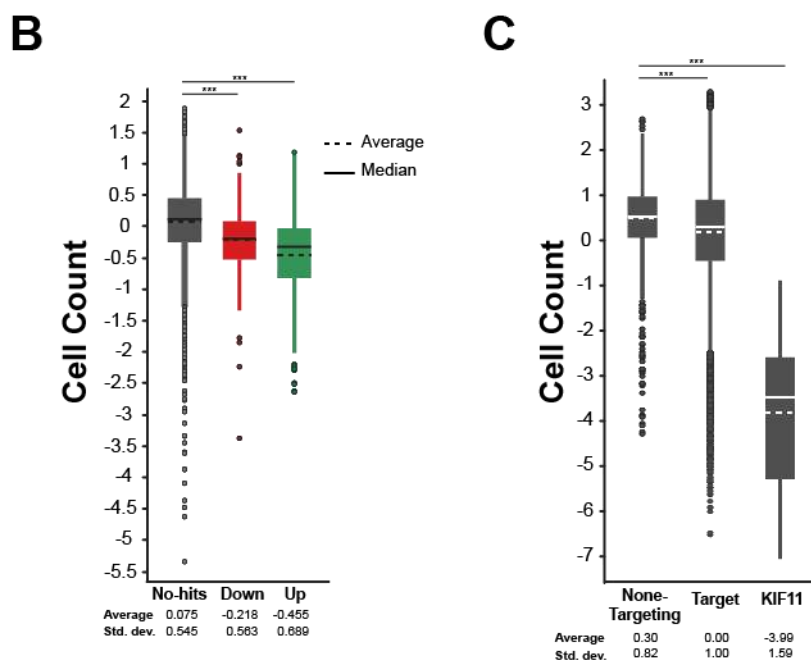 B
***
***
Average
Median
Cell Count
2
1
1
0.5
0
-0.5
-1
-1.5
-2
-2.5
-3
-3.5
-4
-4.5
-5
-5.5
No-hits Down Up
Average 0.075 -0.218 -0.455
Std. dev. 0.545 0.563 0.689
C
***
***
Cell Count
3
2
1
0
-1
-2
-3
-4
-5
-6
-7
None-Targeting Target KIF11
Average 0.30 0.00 -3.99
Std. dev. 0.82 1.00 1.59